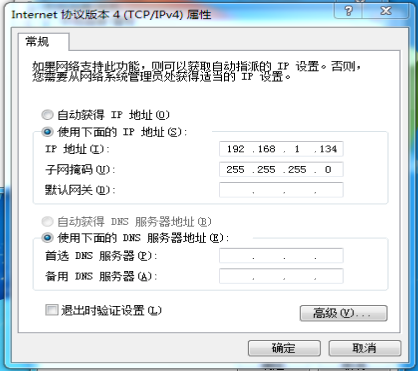 Internet 协议版本 4 (TCP/IPv4) 属性
常规
如果网络支持此功能，则可以获取自动指派的 IP 设置。否则，
您需要从网络系统管理员处获得适当的 IP 设置。
自动获得 IP 地址(O)
使用下面的 IP 地址(S):
IP 地址(I): 192 .168 . 1 .134
子网掩码(U): 255 .255 .255 . 0
默认网关(D): . . .
自动获得 DNS 服务器地址(B)
使用下面的 DNS 服务器地址(E):
首选 DNS 服务器(P): . . .
备用 DNS 服务器(A): . . .
退出时验证设置(L)
高级(V)...
确定 取消